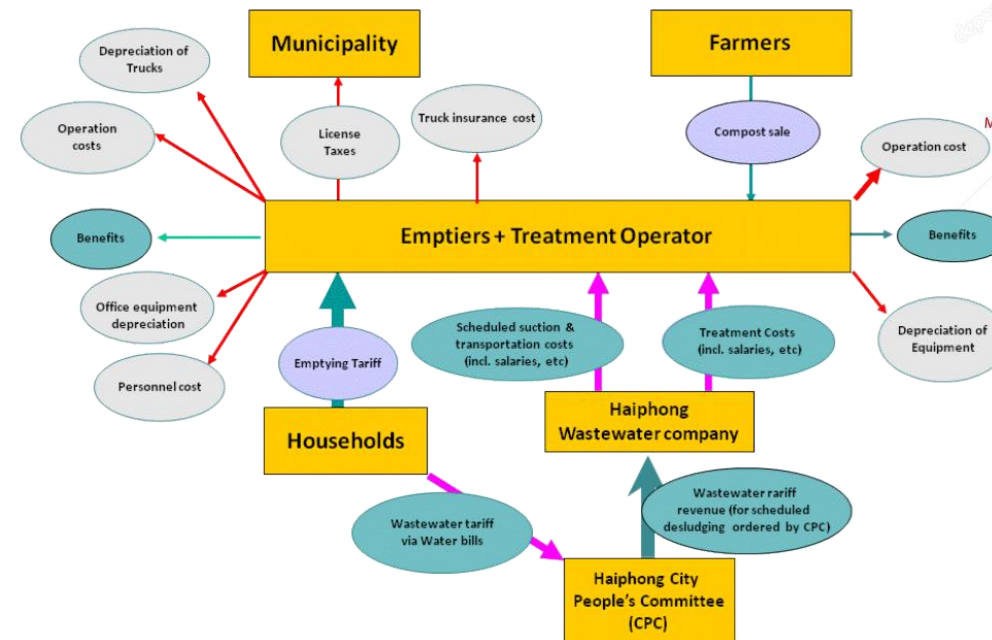 Municipality
Farmers
Depreciation of
Trucks
Operation
costs
License
Taxes
Truck insurance cost
Compost sale
Operation cost
M
Benefits
Emptiers + Treatment Operator
Benefits
Office equipment
depreciation
Personnel cost
Emptying Tariff
Scheduled suction &
transportation costs
(incl. salaries, etc)
Treatment Costs
(incl. salaries, etc)
Depreciation of
Equipment
Households
Haiphong
Wastewater company
Wastewater tariff
via Water bills
Wastewater rariff
revenue (for scheduled
desludging ordered by CPC)
Haiphong City
People's Committee
(CPC)